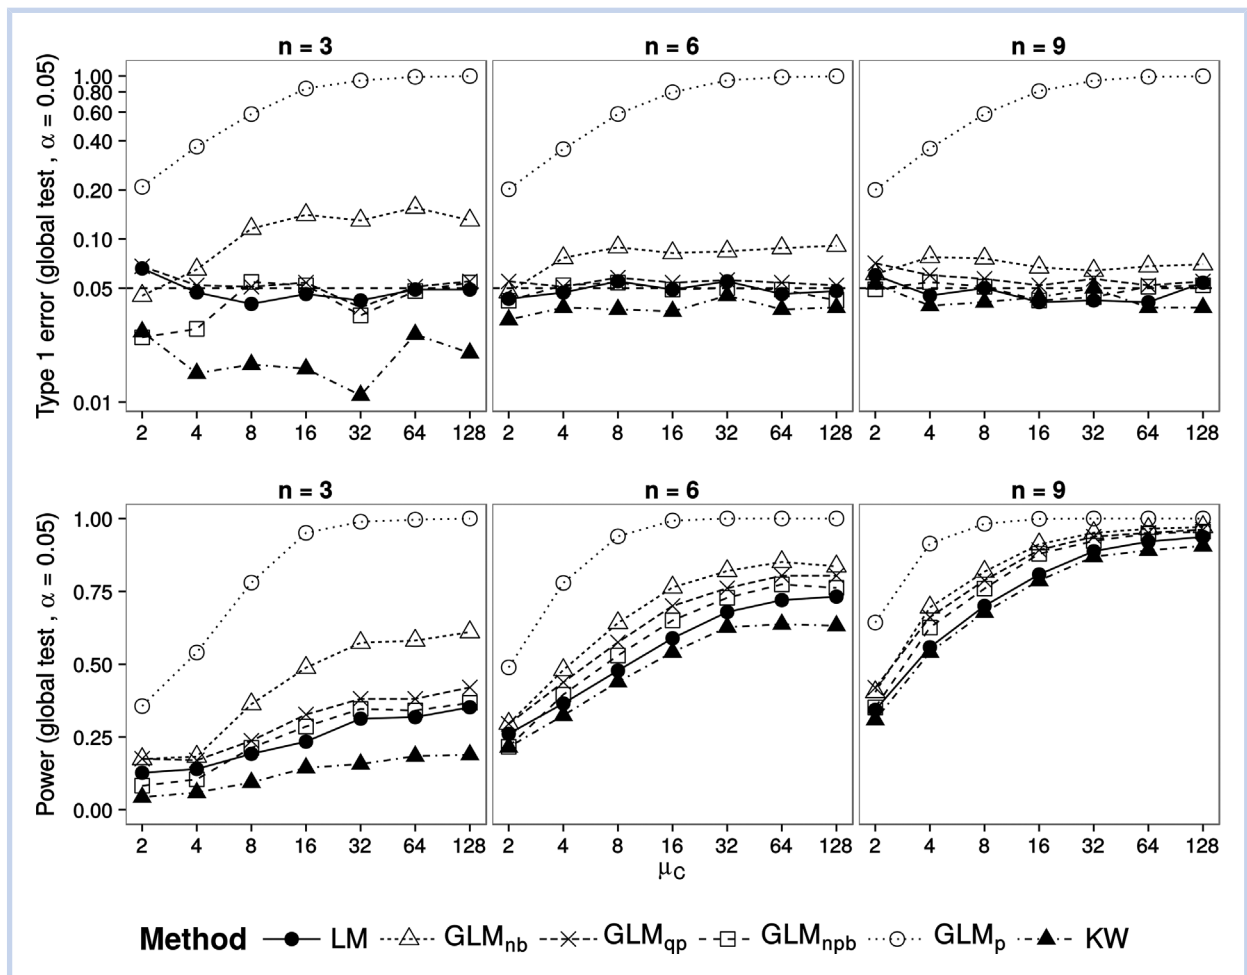 n = 3 n = 6 n = 9
Type 1 error (global test , α = 0.05)
1.00
0.80
0.60
0.40
0.20
0.10
0.05
0.01
2 4 8 16 32 64 128 2 4 8 16 32 64 128 2 4 8 16 32 64 128
n = 3 n = 6 n = 9
Power (global test , α = 0.05)
1.00
0.75
0.50
0.25
0.00
2 4 8 16 32 64 128 2 4 8 16 32 64 128 2 4 8 16 32 64 128
μC
Method LM GLMnb GLMqp GLMnpb GLMp KW